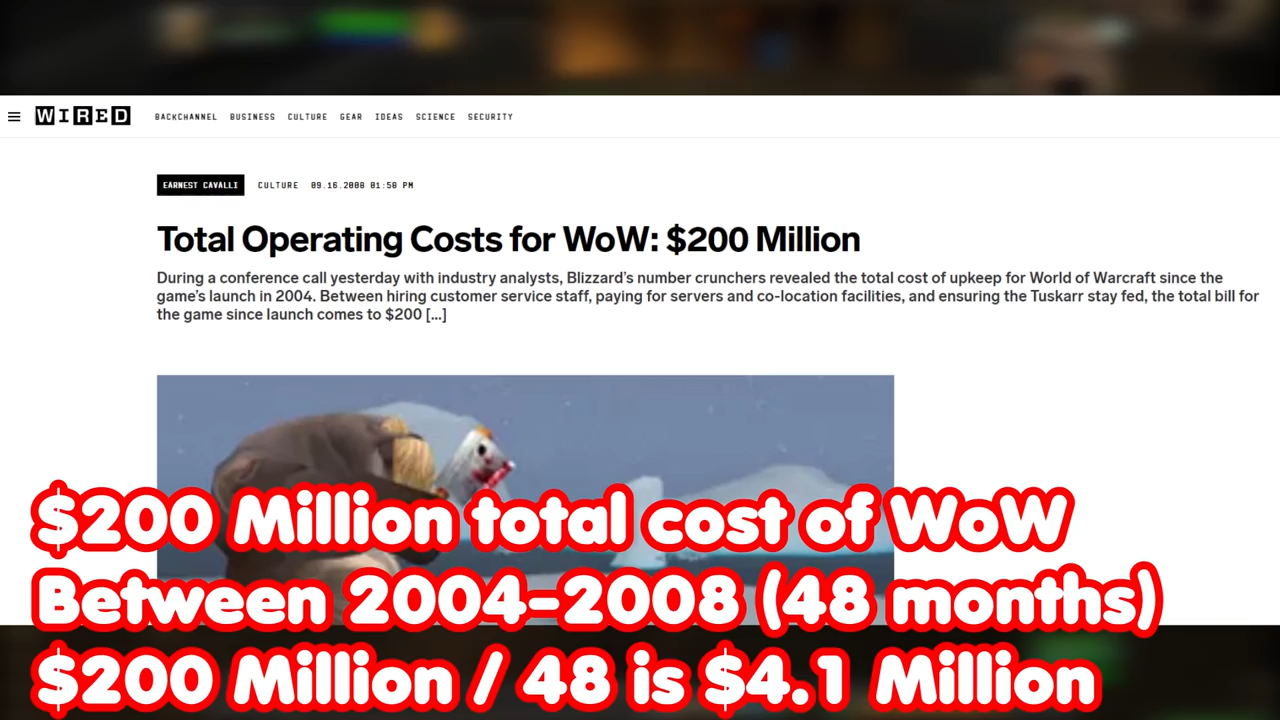 WIRED BACKCHANNEL BUSINESS CULTURE GEAR IDEAS SCIENCE SECURITY
EARNEST CAVALLI CULTURE 09.16.2008 01:58 PM
Total Operating Costs for WoW: $200 Million
During a conference call yesterday with industry analysts, Blizzard's number crunchers revealed the total cost of upkeep for World of Warcraft since the
game's launch in 2004. Between hiring customer service staff, paying for servers and co-location facilities, and ensuring the Tuskarr stay fed, the total bill for
the game since launch comes to $200 [...]
$200 Million total cost of WoW
Between 2004-2008 (48 months)
$200 Million / 48 is $4.1 Million